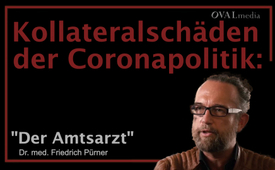 OVALmedia
Kollateralschäden
der Coronapolitik:
"Der Amtsarzt"
Dr. med. Friedrich Pürner